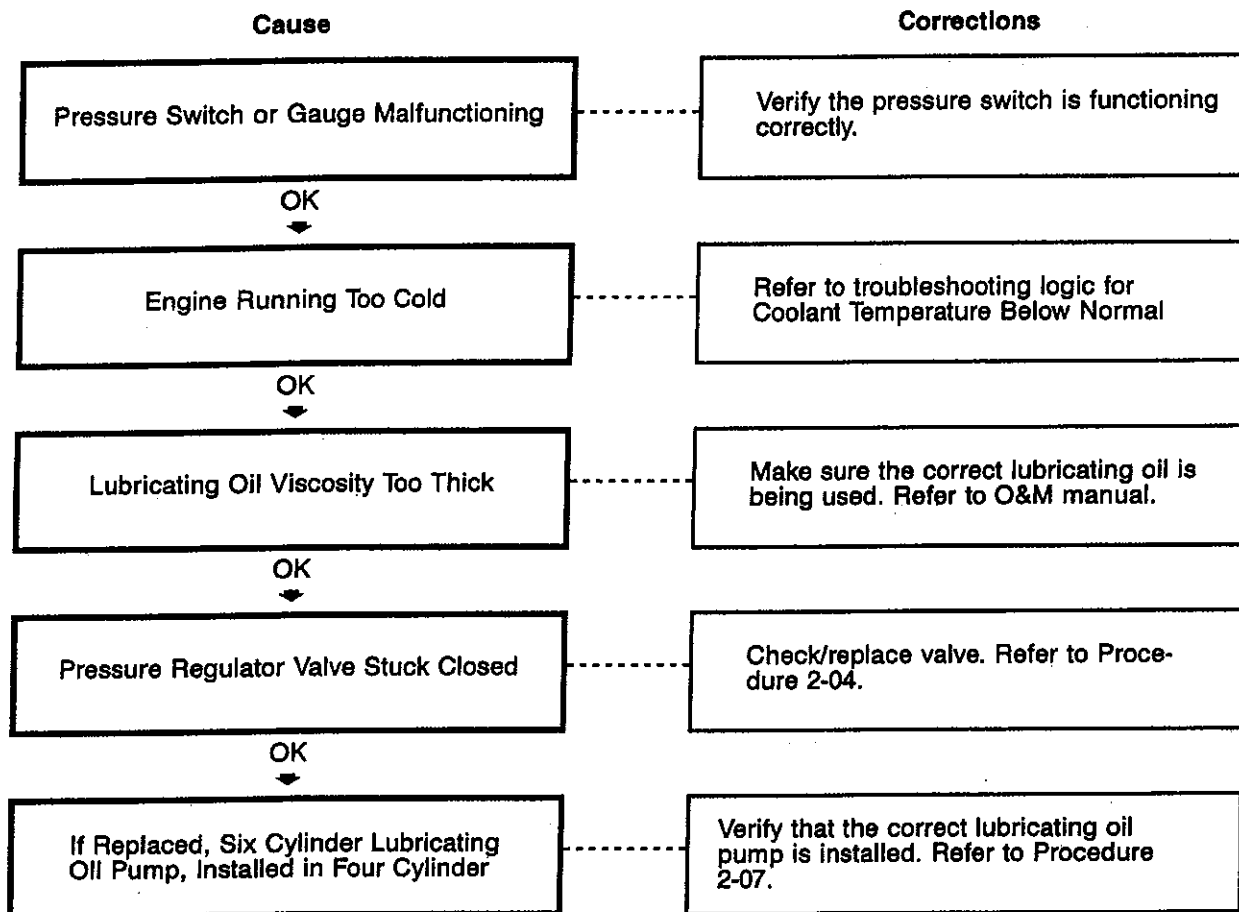 Cause
Corrections
Pressure Switch or Gauge Malfunctioning
Verify the pressure switch is functioning
correctly.
OK
Engine Running Too Cold
Refer to troubleshooting logic for
Coolant Temperature Below Normal
OK
Lubricating Oil Viscosity Too Thick
Make sure the correct lubricating oil is
being used. Refer to O&M manual.
OK
Pressure Regulator Valve Stuck Closed
Check/replace valve. Refer to Proce-
dure 2-04.
OK
If Replaced, Six Cylinder Lubricating
Oil Pump, Installed in Four Cylinder
Verify that the correct lubricating oil
pump is installed. Refer to Procedure
2-07.